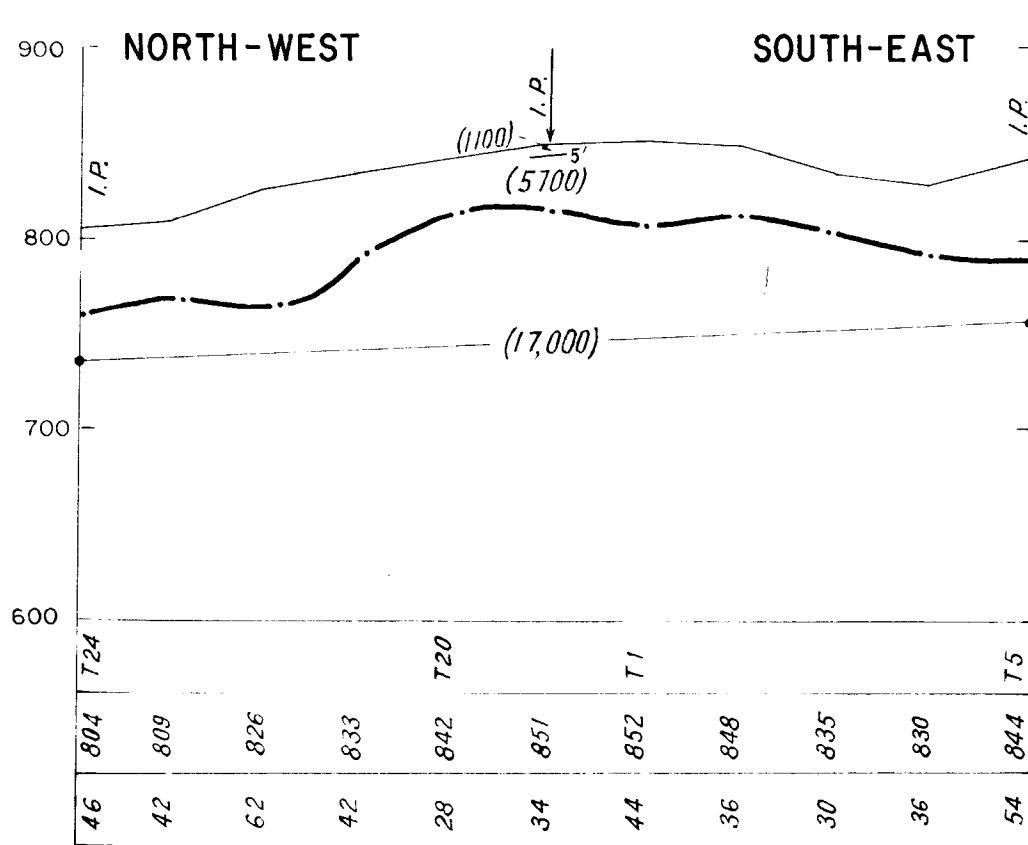 900 NORTH-WEST SOUTH-EAST
I.P. I.P. I.P.
(1100) 5'
(5700)
800
(17,000)
700
600
T24 T20 T1 T5
804 809 826 833 842 851 852 848 835 830 844
46 42 62 42 28 34 44 36 30 36 54